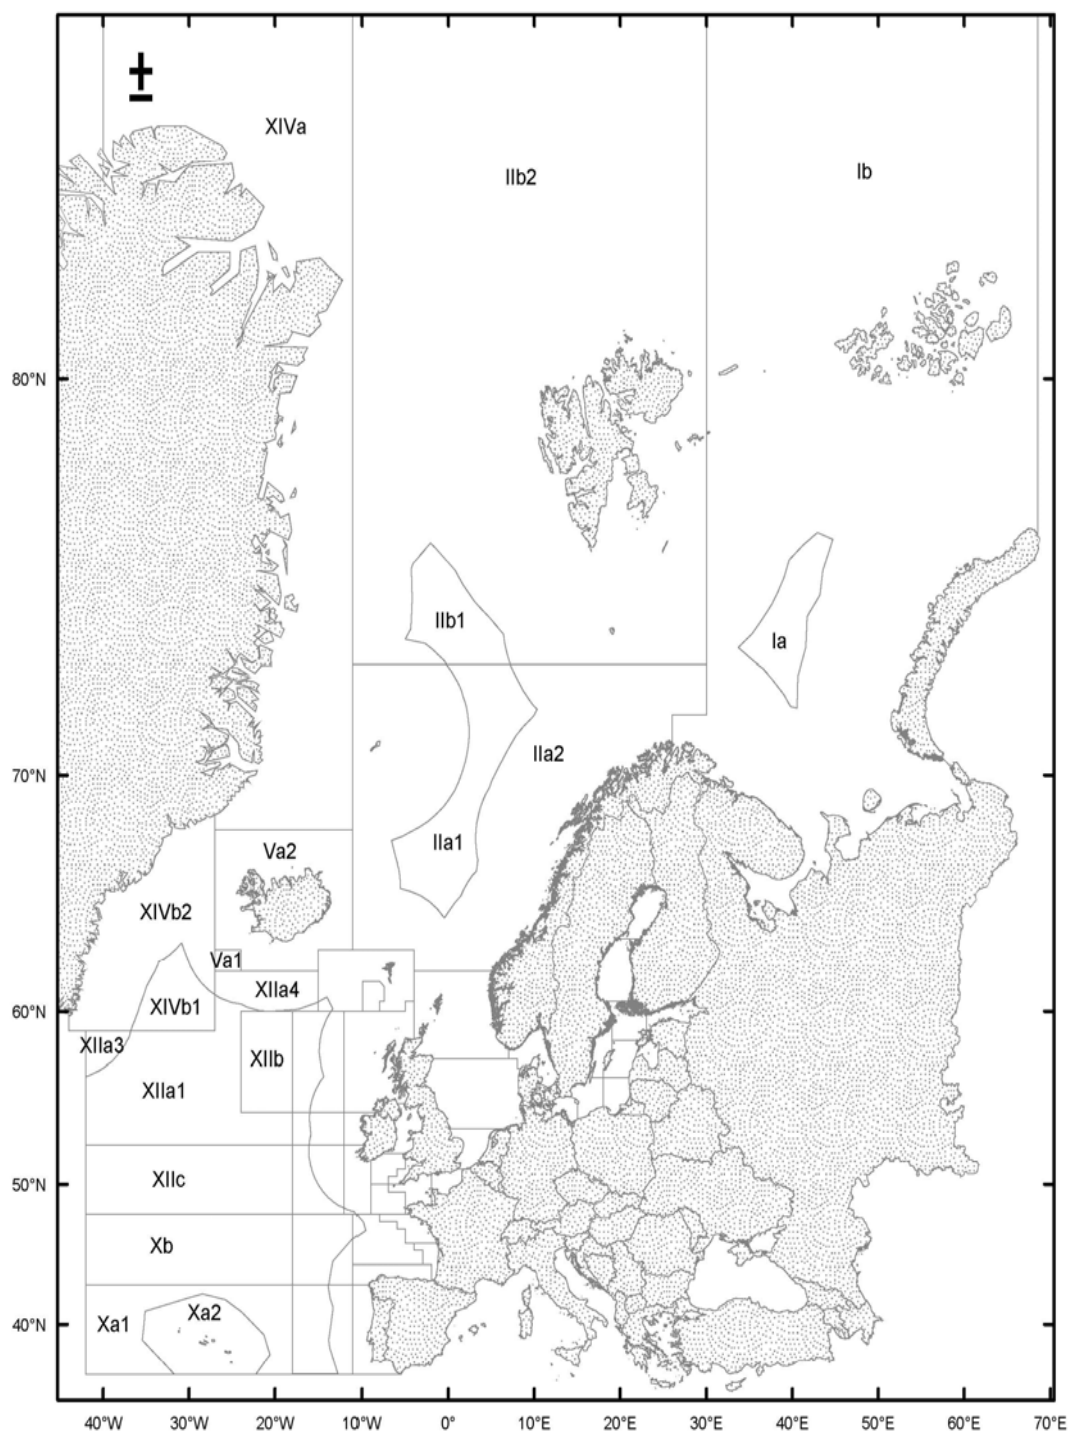 XIVa
IIb2
Ib
80°N
IIb1
Ia
IIa2
70°N
IIa1
Va2
XIVb2
Va1
XIIa4
XIVb1
60°N
XIIa3
XIIb
XIIa1
XIIc
50°N
Xb
Xa2
Xa1
40°N
40°W 30°W 20°W 10°W 0° 10°E 20°E 30°E 40°E 50°E 60°E 70°E